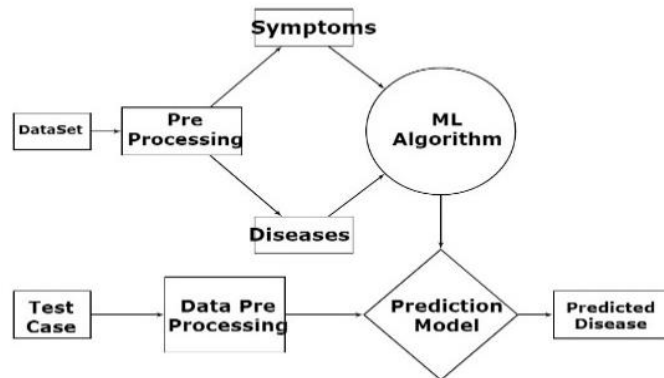 Symptoms
DataSet
Pre
Processing
ML
Algorithm
Diseases
Test
Case
Data Pre
Processing
Prediction
Model
Predicted
Disease